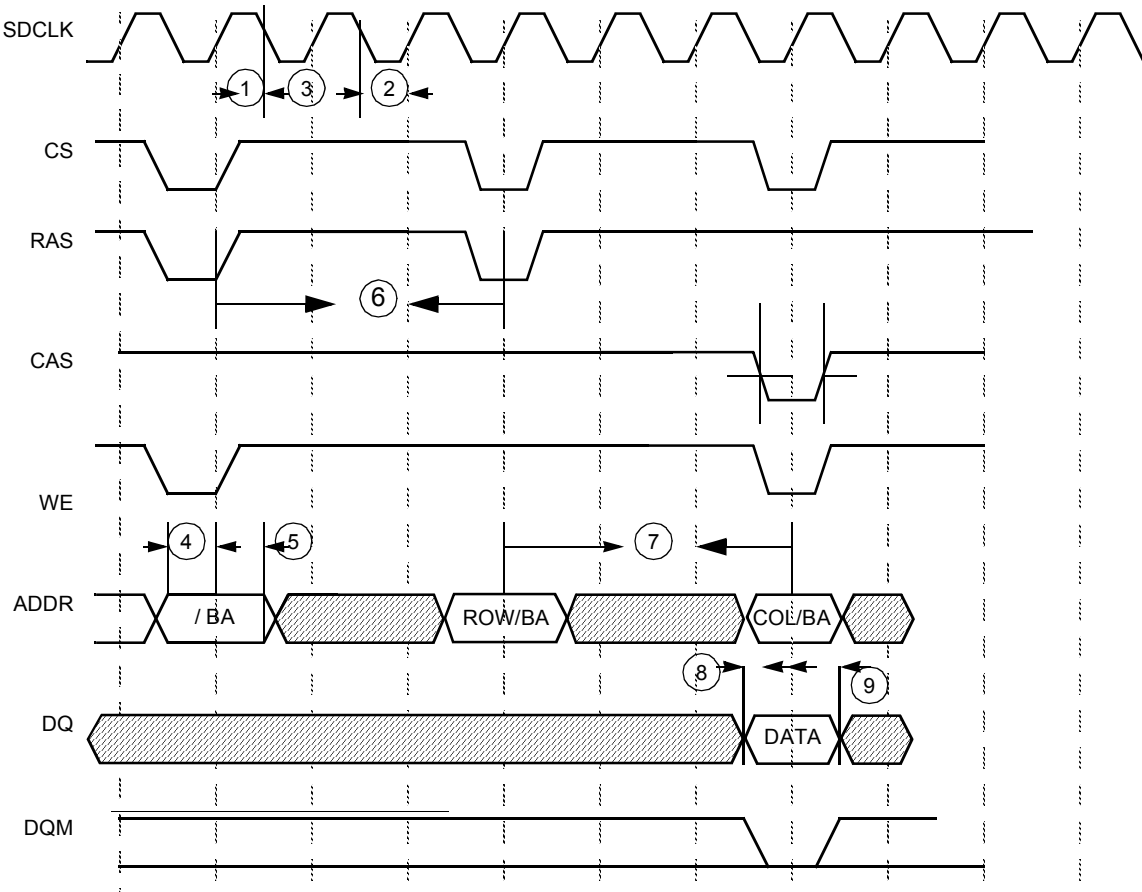 SDCLK
1 3 2
CS
RAS
6
CAS
WE
4 5 7
ADDR / BA ROW/BA COL/BA
8 9
DQ DATA
DQM